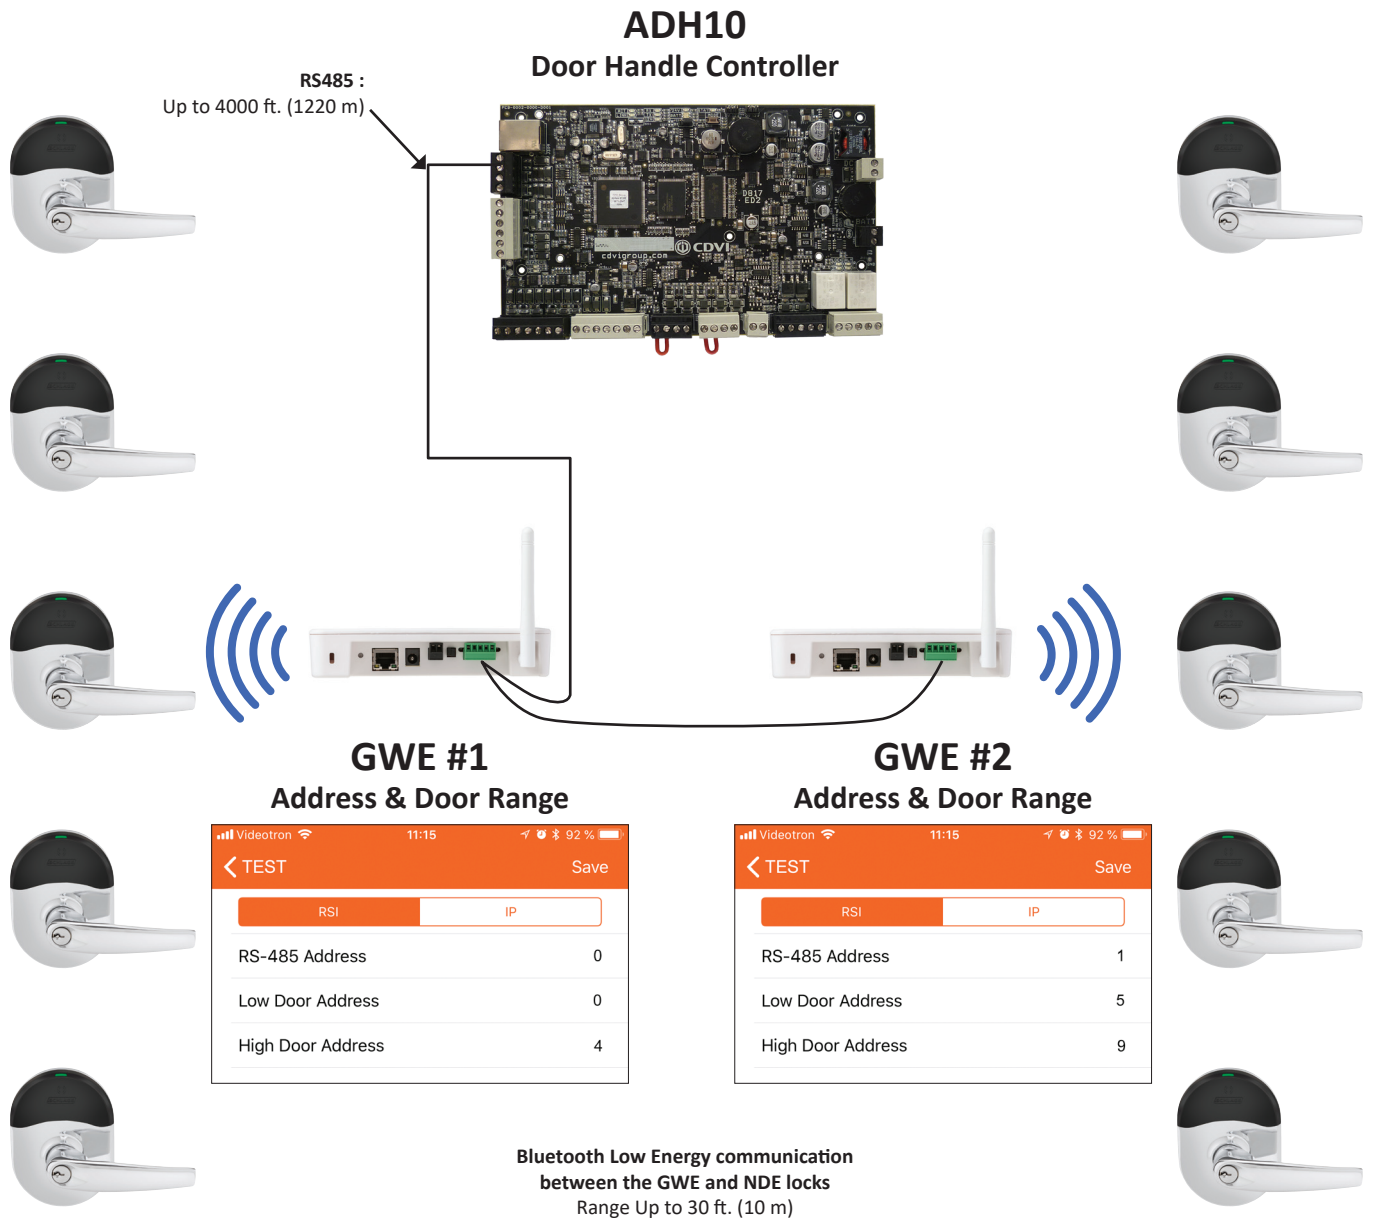 ADH10
Door Handle Controller
RS485 :
Up to 4000 ft. (1220 m)
DB17
ED2
BATT
CDVI
cdvigroup.com
GWE #1
Address & Door Range
Videotron 11:15 92 %
TEST Save
RSI IP
RS-485 Address 0
Low Door Address 0
High Door Address 4
GWE #2
Address & Door Range
Videotron 11:15 92 %
TEST Save
RSI IP
RS-485 Address 1
Low Door Address 5
High Door Address 9
Bluetooth Low Energy communication
between the GWE and NDE locks
Range Up to 30 ft. (10 m)